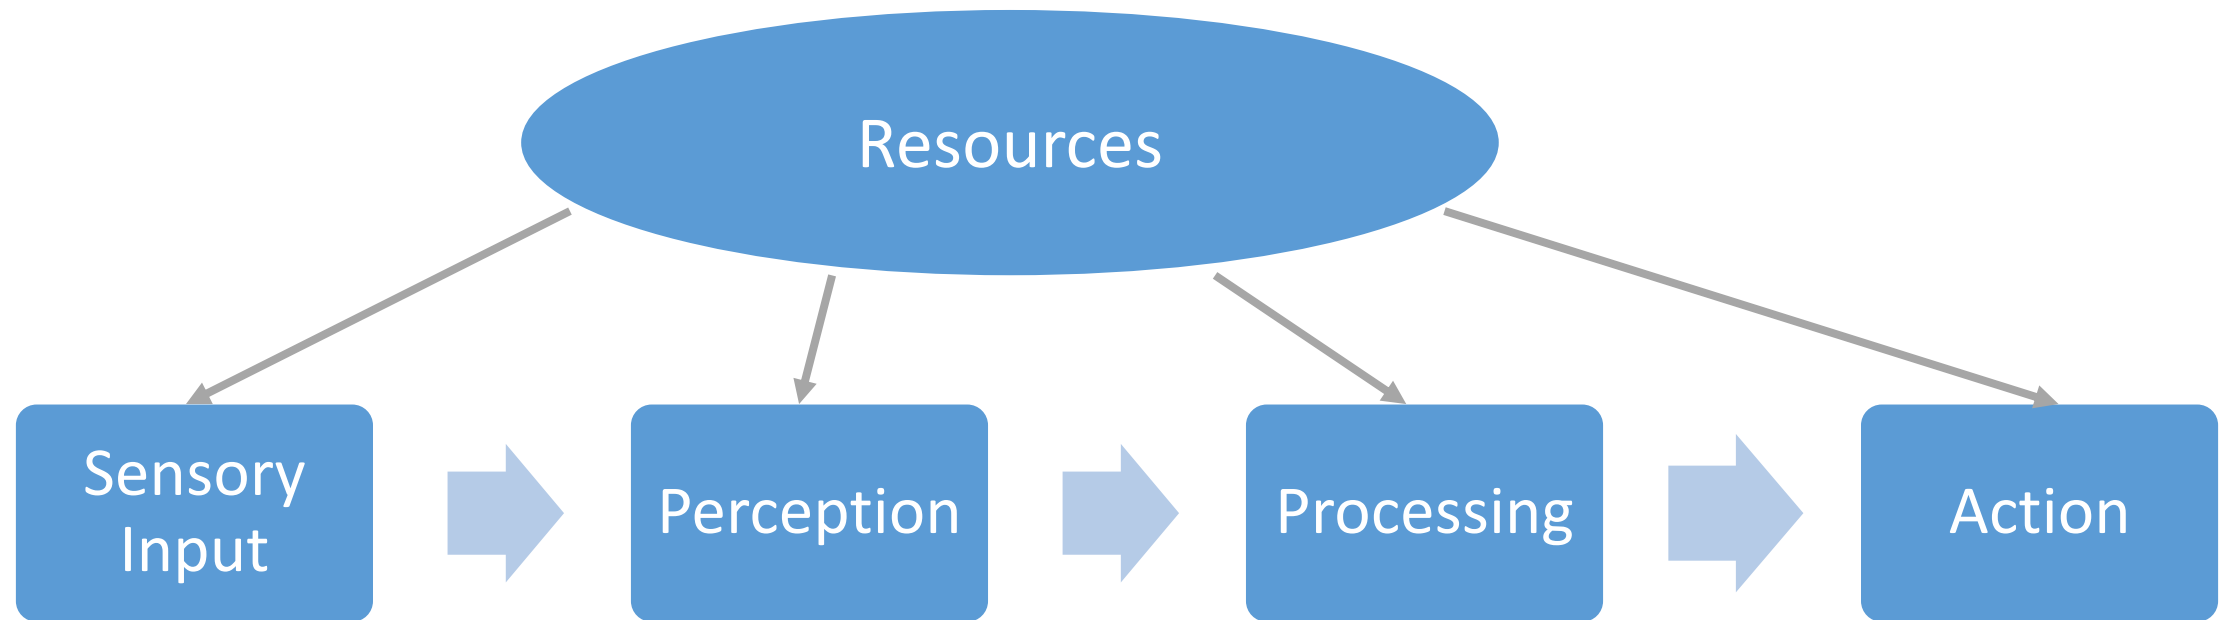 Resources
Sensory
Input
Perception
Processing
Action